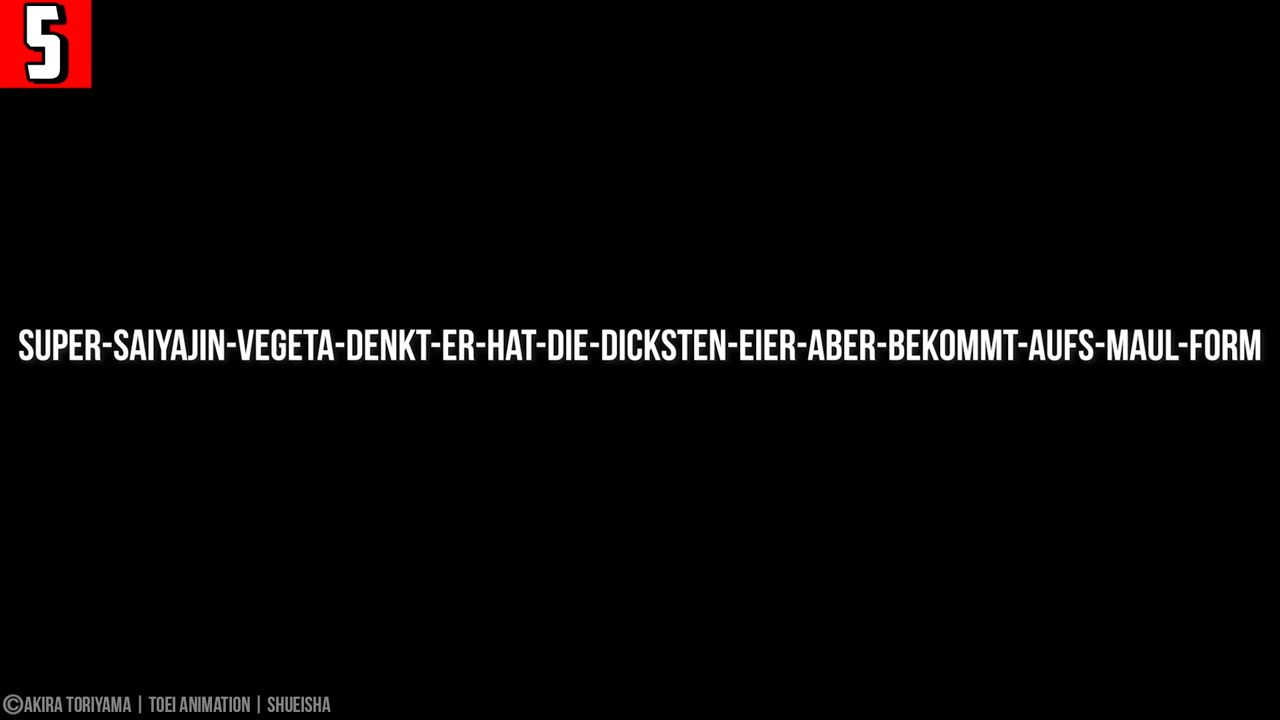 5
SUPER-SAIYAJIN-VEGETA-DENKT-ER-HAT-DIE-DICKSTEN-EIER-ABER-BEKOMMT-AUFS-MAUL-FORM
©AKIRA TORIYAMA | TOEI ANIMATION | SHUEISHA